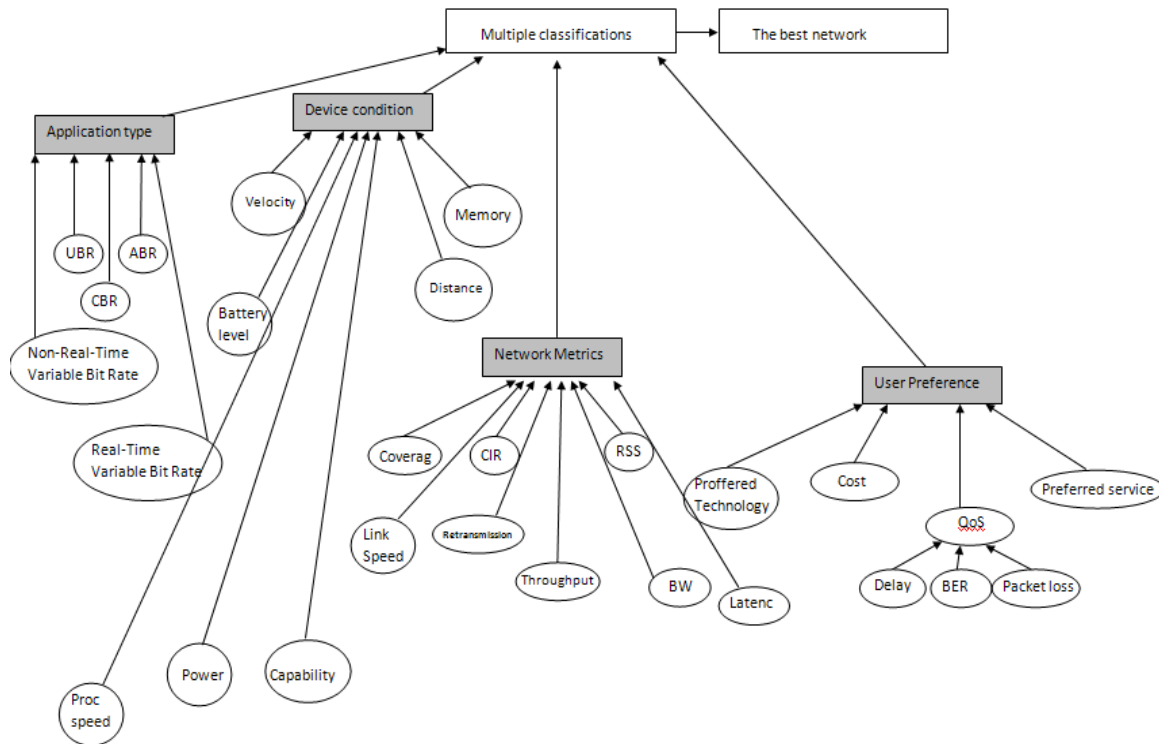 Multiple classifications
The best network
Device condition
Application type
Velocity
Memory
UBR
ABR
Distance
CBR
Battery
level
Non-Real-Time
Variable Bit Rate
Network Metrics
User Preference
Real-Time
Variable Bit Rate
Coverag
CIR
RSS
Proffered
Technology
Cost
Preferred service
Link
Speed
Retransmission
QoS
Throughput
BW
Latenc
Delay
BER
Packet loss
Power
Capability
Proc
speed